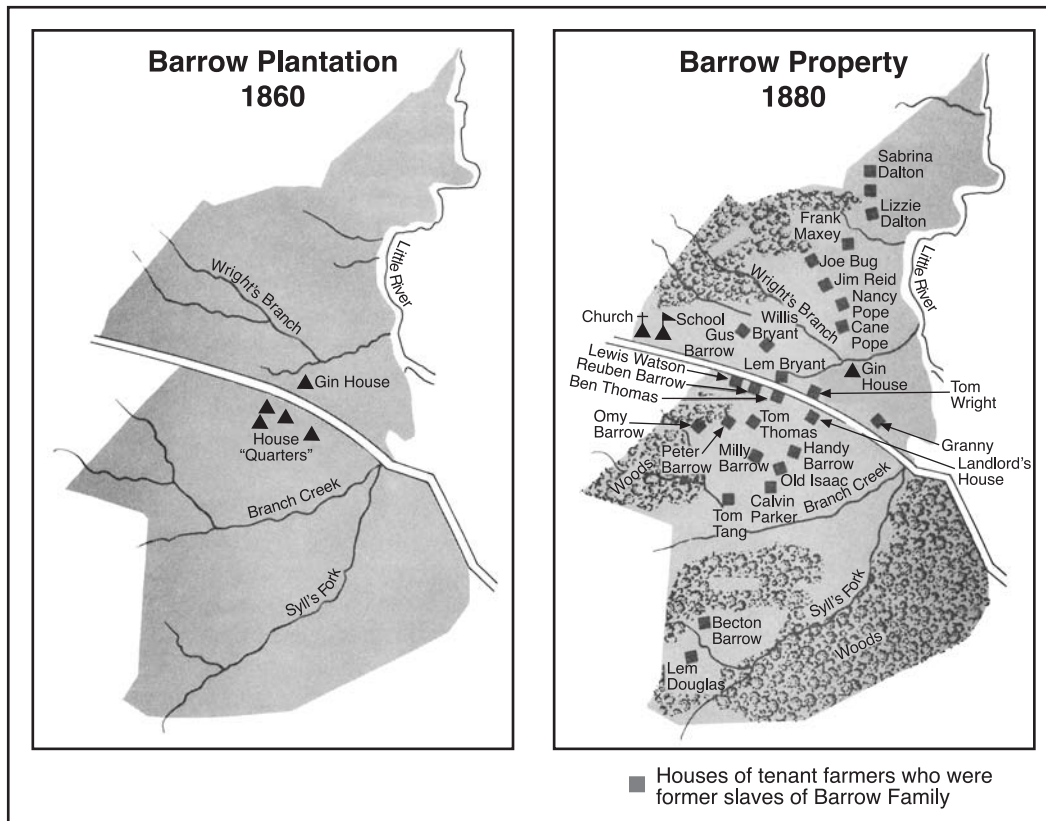 Barrow Plantation
1860
Wright's
Branch
Little River
Gin House
House
"Quarters"
Branch Creek
Syll's Fork
Barrow Property
1880
Sabrina
Dalton
Lizzie
Dalton
Frank
Maxey
Joe Bug
Jim Reid
Nancy
Pope
Cane
Pope
Little River
Wright's
Branch
Church
School
Gus
Barrow
Willis
Bryant
Lem Bryant
Gin
House
Tom
Wright
Lewis Watson
Reuben Barrow
Ben Thomas
Omy
Barrow
Peter
Barrow
Tom
Thomas
Granny
Landlord's
House
Woods
Milly
Barrow
Handy
Barrow
Old Isaac
Calvin
Parker
Tom
Tang
Branch Creek
Syll's Fork
Woods
Becton
Barrow
Lem
Douglas
Houses of tenant farmers who were
former slaves of Barrow Family